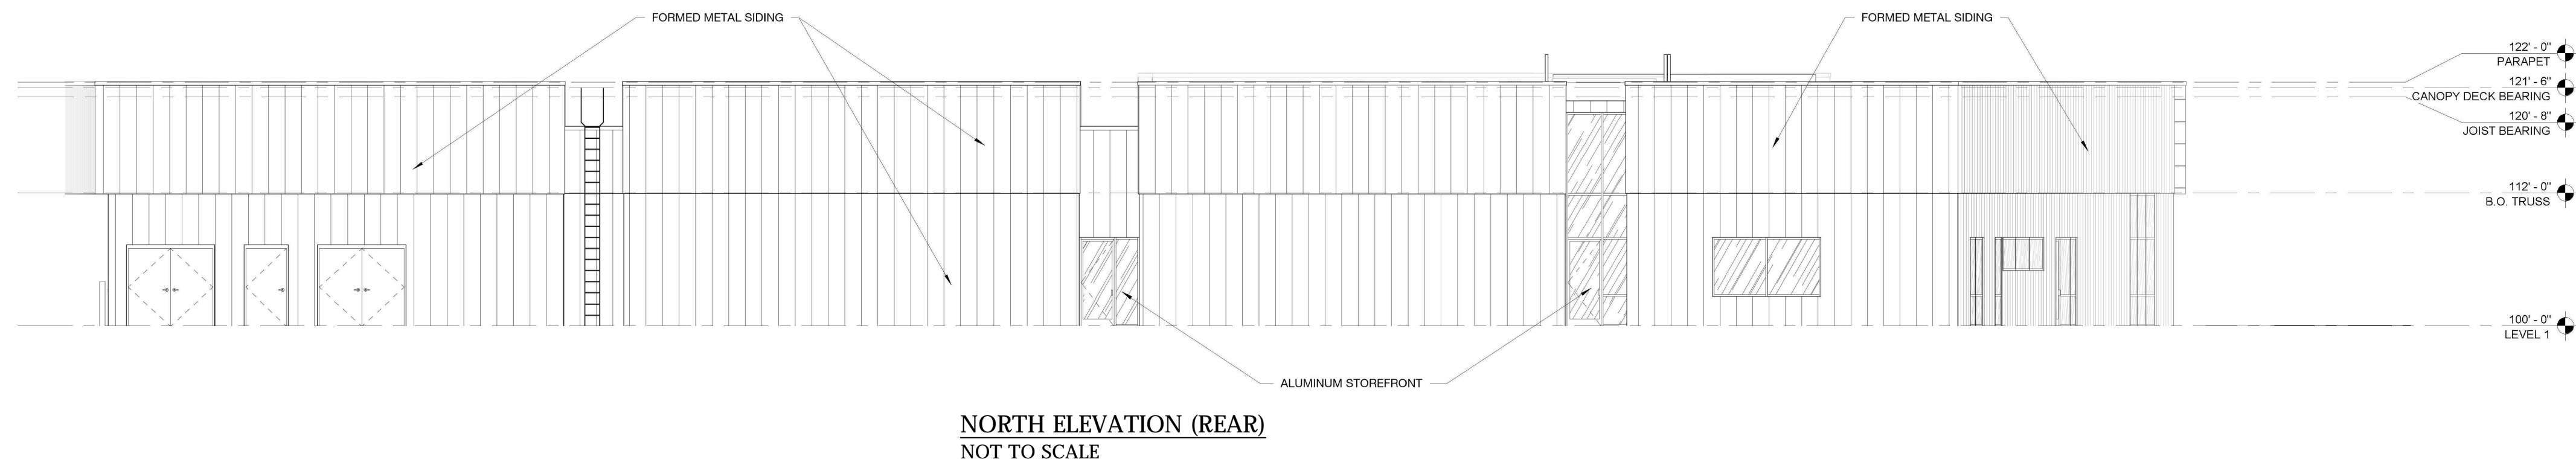 FORMED METAL SIDING
FORMED METAL SIDING
122' - 0"
PARAPET
121' - 6"
CANOPY DECK BEARING
120' - 8"
JOIST BEARING
112' - 0"
B.O. TRUSS
100' - 0"
LEVEL 1
ALUMINUM STOREFRONT
NORTH ELEVATION (REAR)
NOT TO SCALE